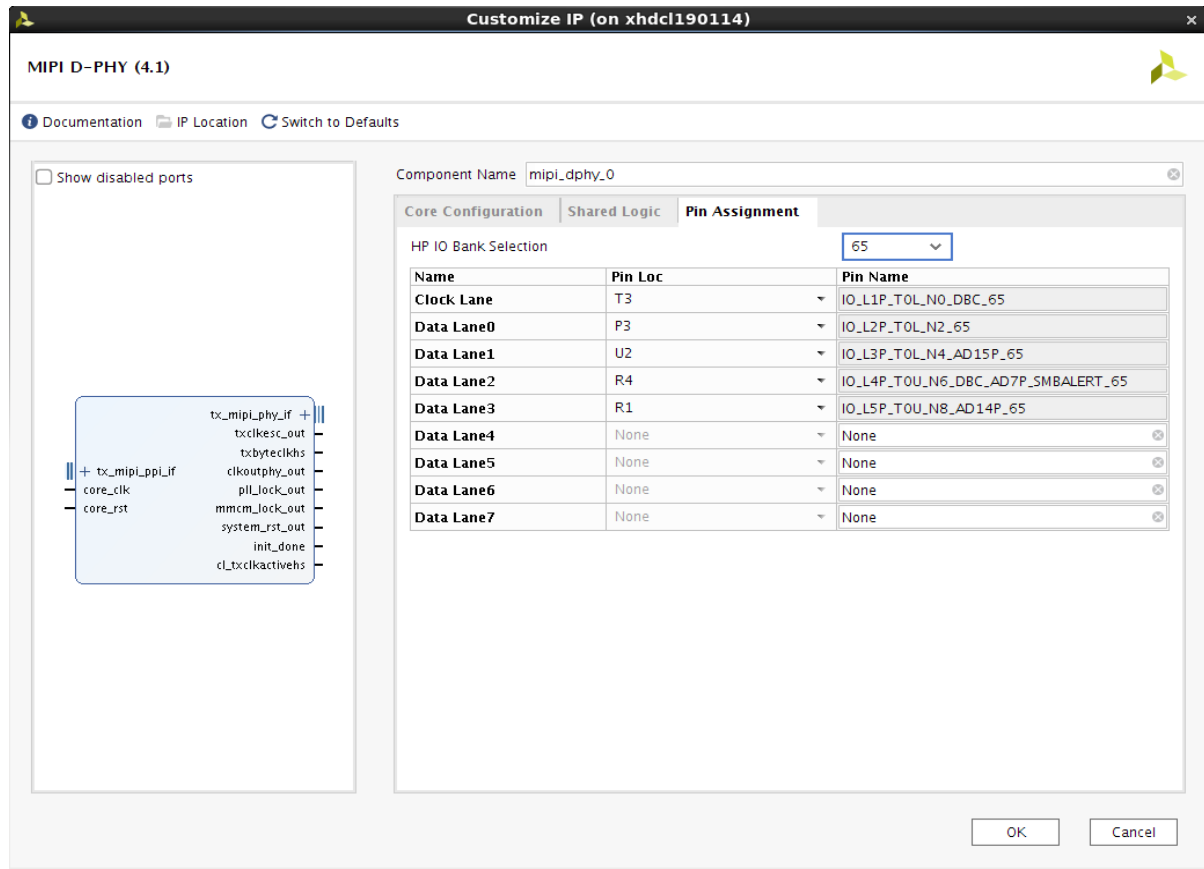 Customize IP (on xhdcl190114)
MIPI D-PHY (4.1)
Documentation IP Location Switch to Defaults
Show disabled ports
tx_mipi_phy_if
txclkesc_out
txbyteclkhs
tx_mipi_ppi_if clkoutphy_out
core_clk pll_lock_out
core_rst mmcm_lock_out
system_rst_out
init_done
cl_txclkactivehs
Component Name mipi_dphy_0
Core Configuration Shared Logic Pin Assignment
HP IO Bank Selection 65
Name Pin Loc Pin Name
Clock Lane T3 IO_L1P_T0L_N0_DBC_65
Data Lane0 P3 IO_L2P_T0L_N2_65
Data Lane1 U2 IO_L3P_T0L_N4_AD15P_65
Data Lane2 R4 IO_L4P_T0U_N6_DBC_AD7P_SMBALERT_65
Data Lane3 R1 IO_L5P_T0U_N8_AD14P_65
Data Lane4 None None
Data Lane5 None None
Data Lane6 None None
Data Lane7 None None
OK Cancel